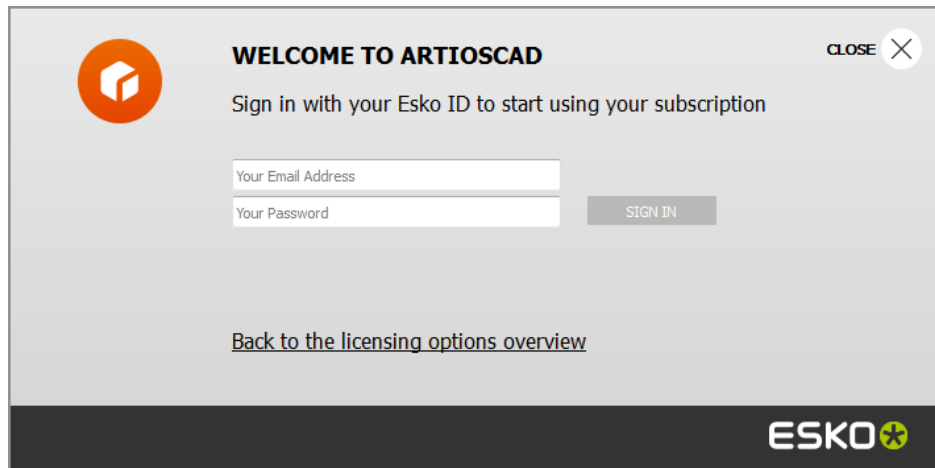 WELCOME TO ARTIOSCAD
CLOSE
Sign in with your Esko ID to start using your subscription
Your Email Address
Your Password
SIGN IN
Back to the licensing options overview
ESKO